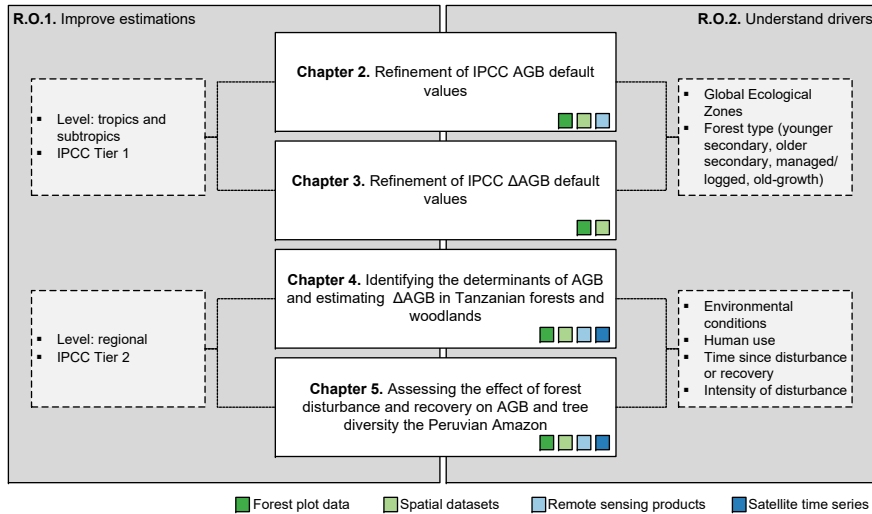 R.O.1. Improve estimations
R.O.2. Understand drivers
Chapter 2. Refinement of IPCC AGB default
values
▪ Level: tropics and
subtropics
▪ IPCC Tier 1
▪ Global Ecological
Zones
▪ Forest type (younger
secondary, older
secondary, managed/
logged, old-growth)
Chapter 3. Refinement of IPCC ΔAGB default
values
Chapter 4. Identifying the determinants of AGB
and estimating ΔAGB in Tanzanian forests and
woodlands
▪ Level: regional
▪ IPCC Tier 2
▪ Environmental
conditions
▪ Human use
▪ Time since disturbance
or recovery
▪ Intensity of disturbance
Chapter 5. Assessing the effect of forest
disturbance and recovery on AGB and tree
diversity the Peruvian Amazon
Forest plot data
Spatial datasets
Remote sensing products
Satellite time series